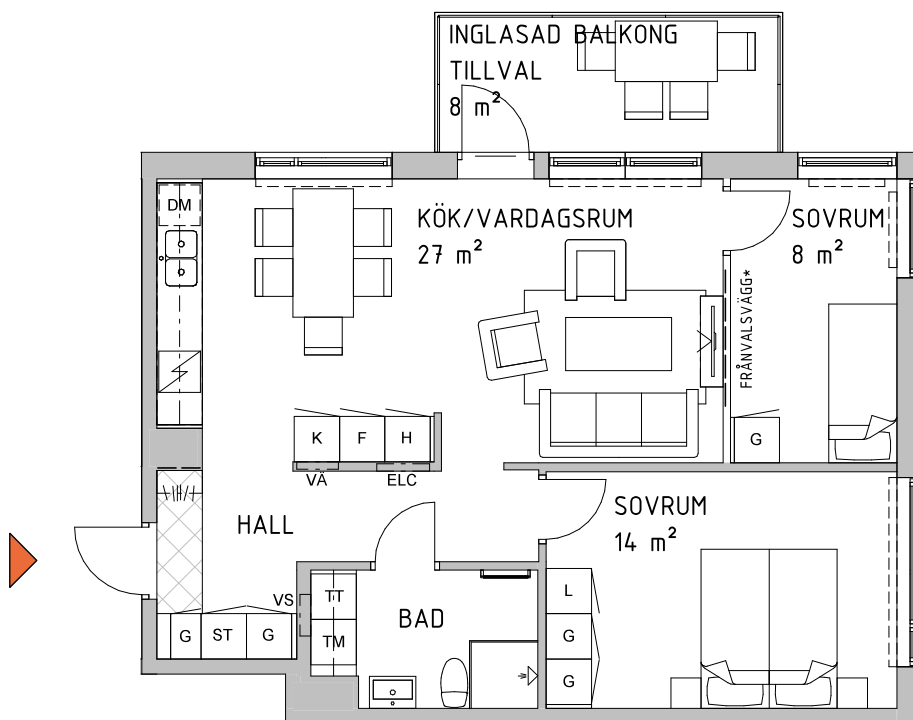 INGLASAD BALKONG
TILLVAL
8 m²
DM
KÖK/VARDAGSRUM
27 m²
SOVRUM
8 m²
FRÅNVALSVÄGG*
K F H
G
VÄ ELC
HALL
SOVRUM
14 m²
VS
TT
L
G ST G
TM
BAD
G
G